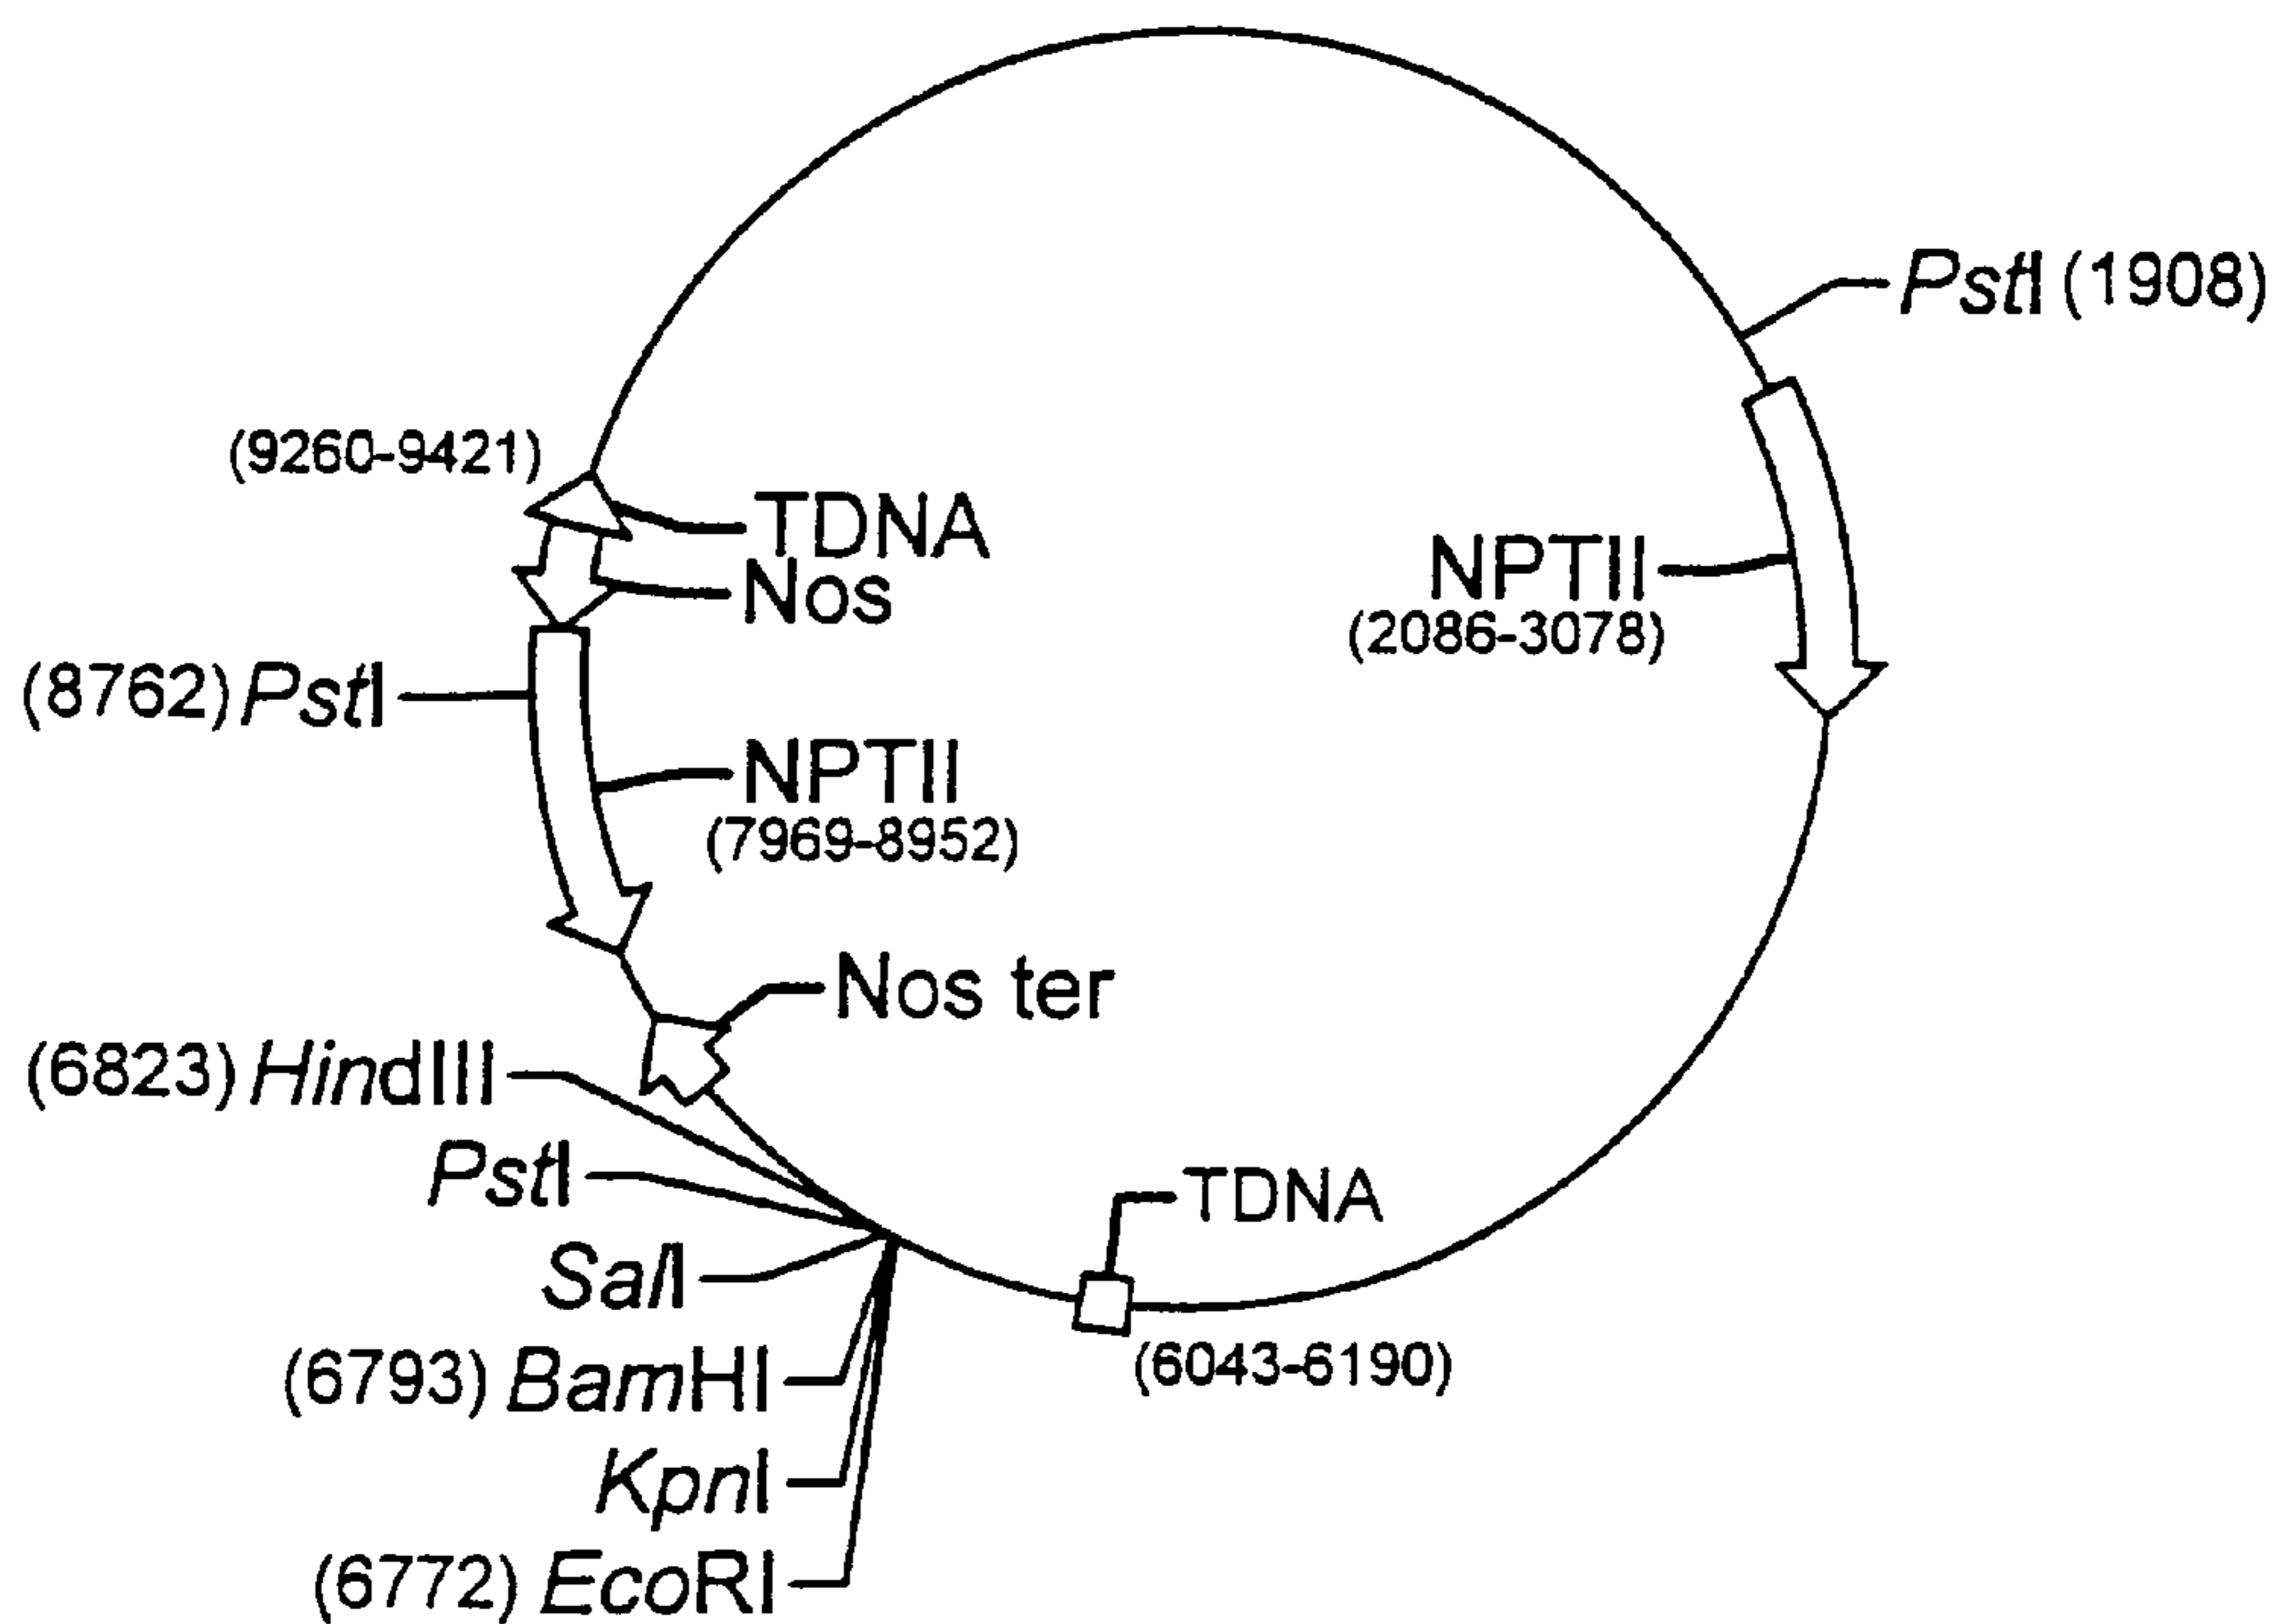 PstI (1908)
(9260-9421)
TDNA
Nos
NPTII
(2086-3078)
(8762) PstI
NPTII
(7969-8952)
Nos ter
(6823) HindIII
PstI
TDNA
SalI
(6793) BamHI
(6043-6190)
KpnI
(6772) EcoRI